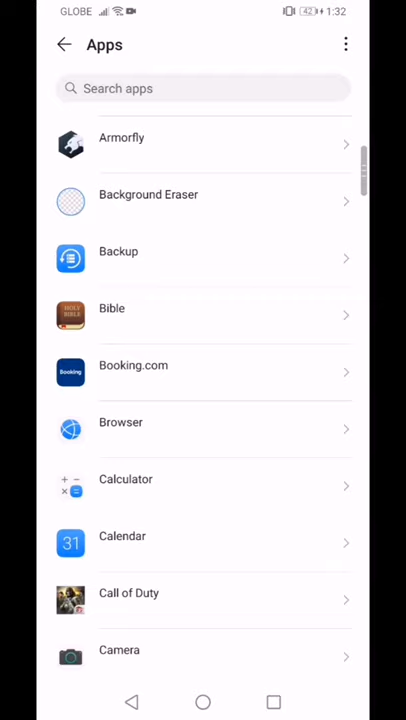 GLOBE 42 1:32
Apps
Search apps
Armorfly
Background Eraser
Backup
HOLY BIBLE Bible
Booking Booking.com
Browser
Calculator
31 Calendar
Call of Duty
Camera